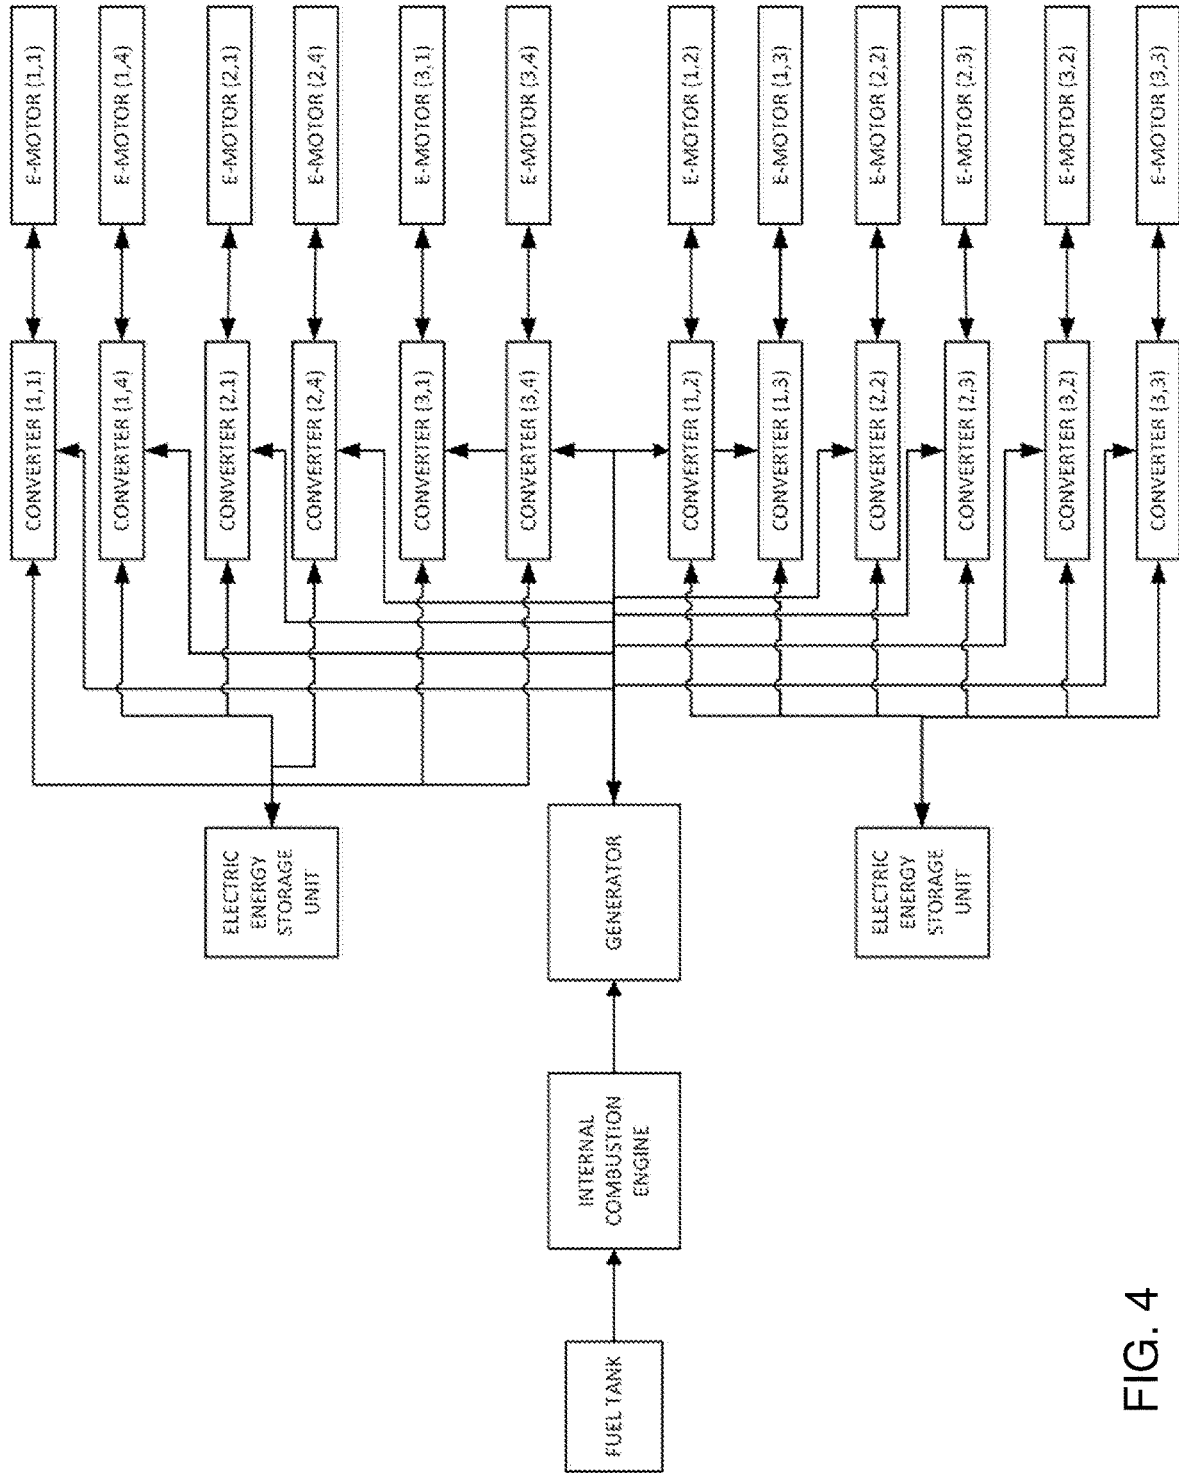 E-MOTOR (1,1)
E-MOTOR (1,4)
E-MOTOR (2,1)
E-MOTOR (2,4)
E-MOTOR (3,1)
E-MOTOR (3,4)
E-MOTOR (1,2)
E-MOTOR (1,3)
E-MOTOR (2,2)
E-MOTOR (2,3)
E-MOTOR (3,2)
E-MOTOR (3,3)
CONVERTER (1,1)
CONVERTER (1,4)
CONVERTER (2,1)
CONVERTER (2,4)
CONVERTER (3,1)
CONVERTER (3,4)
CONVERTER (1,2)
CONVERTER (1,3)
CONVERTER (2,2)
CONVERTER (2,3)
CONVERTER (3,2)
CONVERTER (3,3)
ELECTRIC
ENERGY
STORAGE
UNIT
GENERATOR
ELECTRIC
ENERGY
STORAGE
UNIT
INTERNAL
COMBUSTION
ENGINE
FUEL TANK
FIG. 4